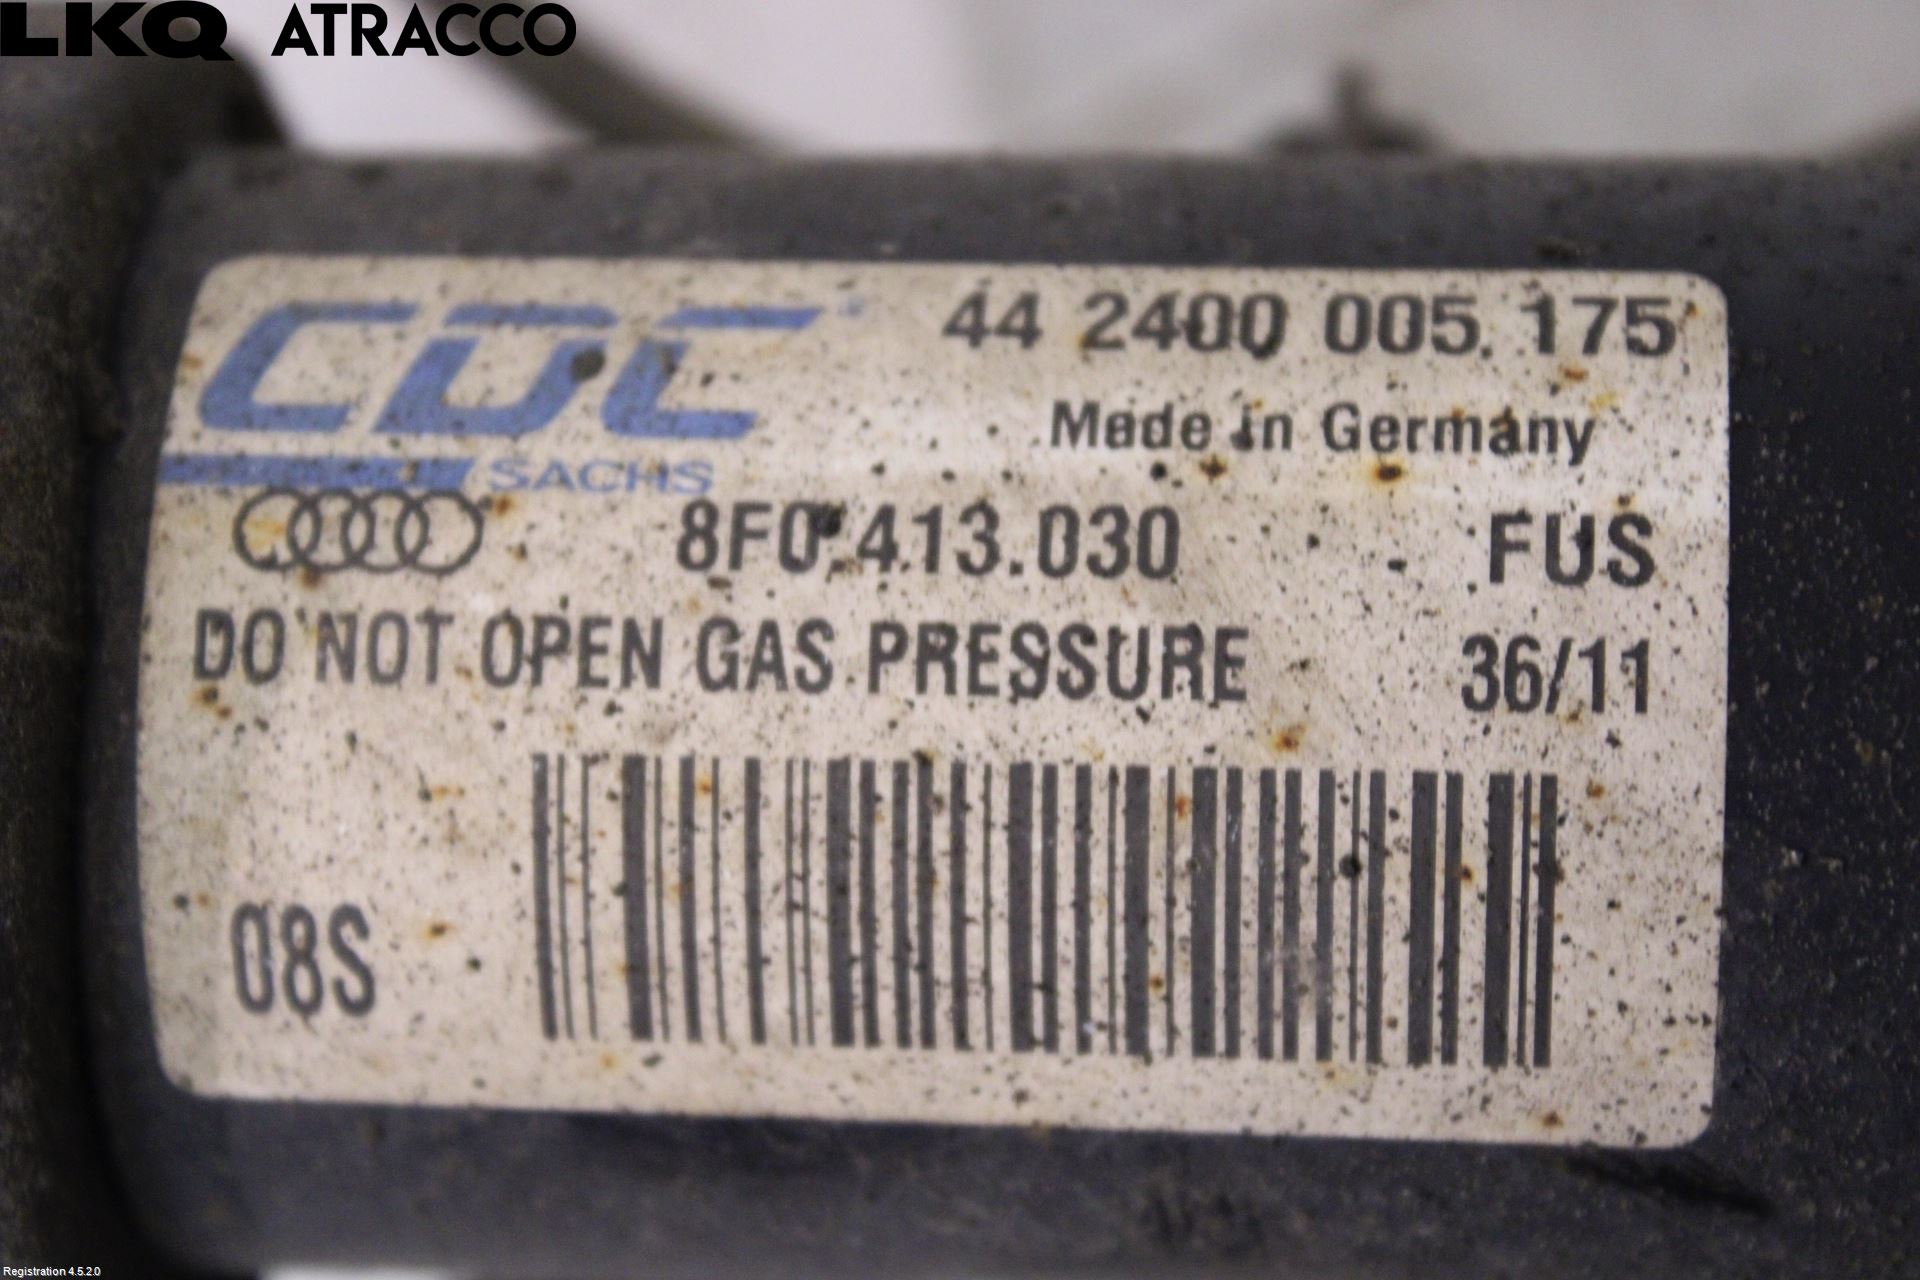 LKQ ATRACCO
CDC 44 2400 005 175
Made in Germany
SACHS
8F0.413.030 FUS
DO NOT OPEN GAS PRESSURE 36/11
08S
Registration 4.5.2.0